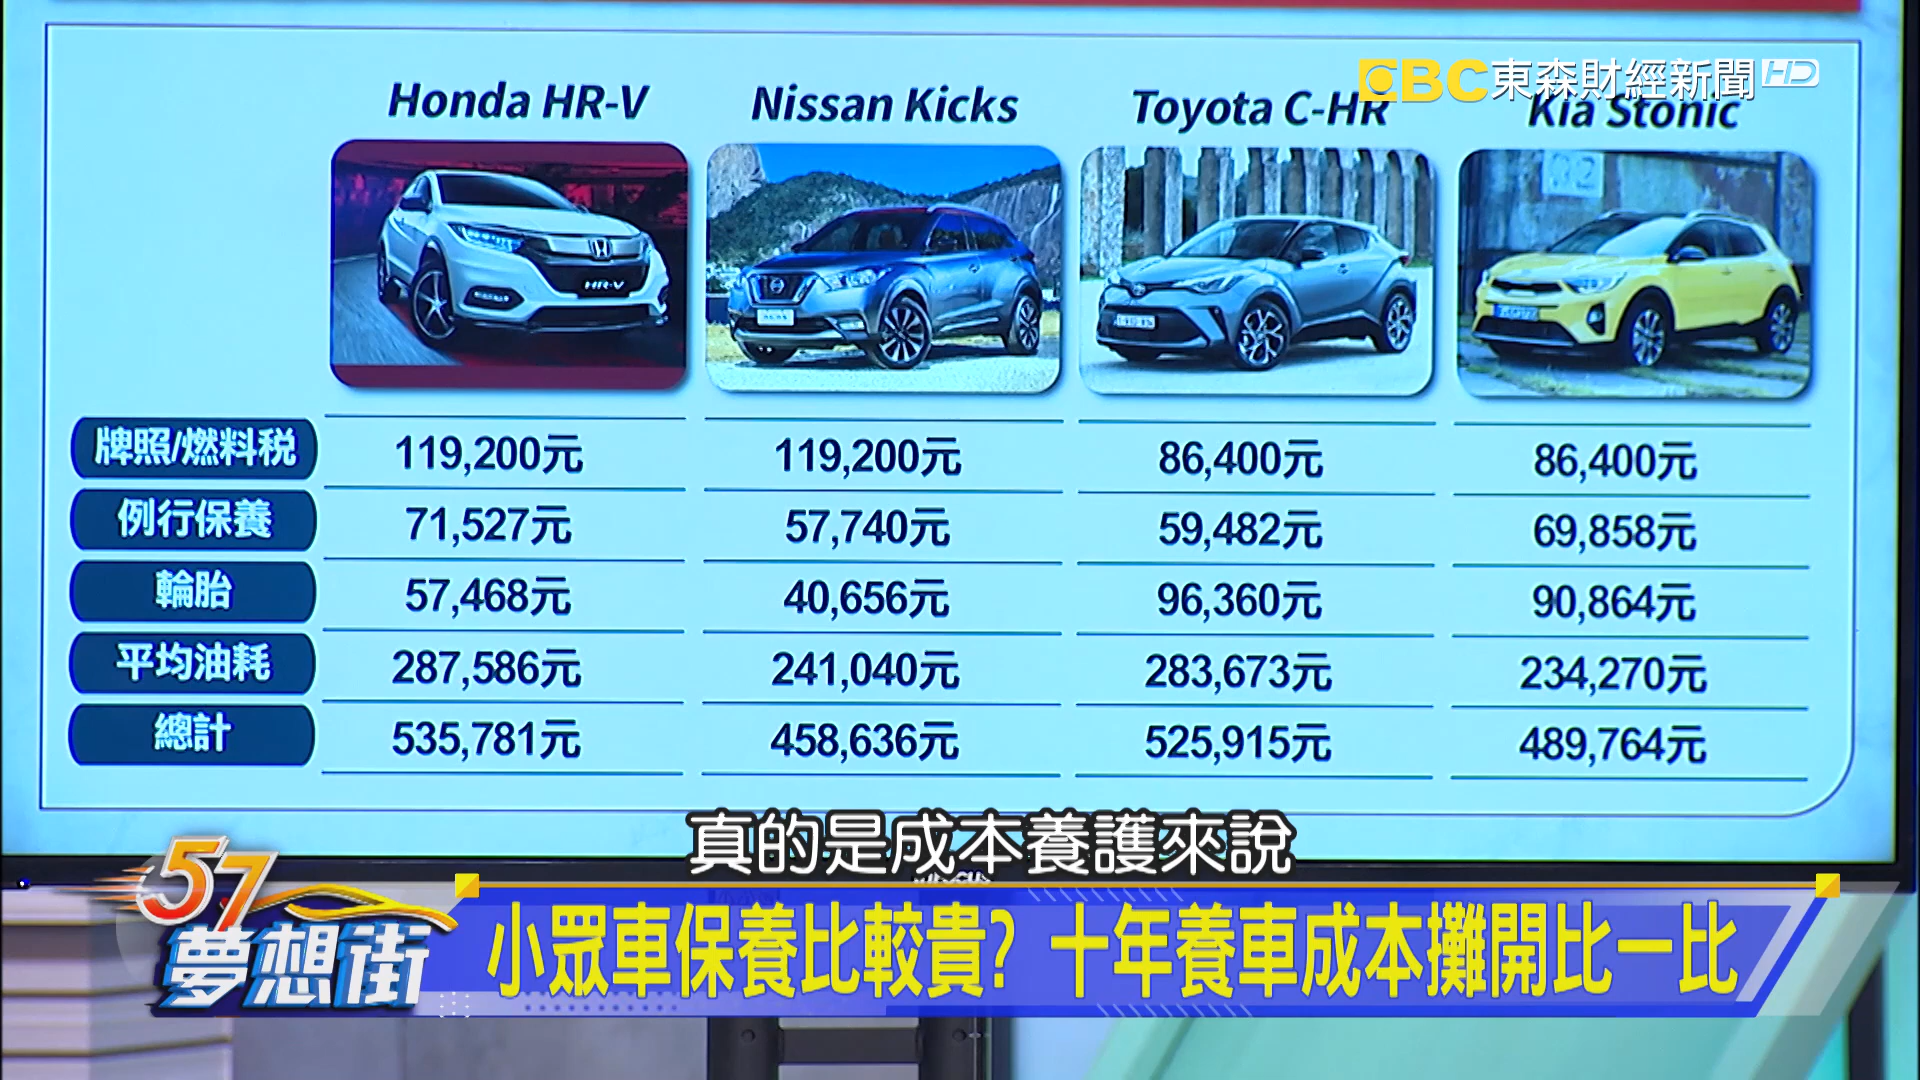 EBC 東森財經新聞 HD
Honda HR-V Nissan Kicks Toyota C-HR Kia Stonic
HR-V
牌照/燃料税 119,200元 119,200元 86,400元 86,400元
例行保養 71,527元 57,740元 59,482元 69,858元
輪胎 57,468元 40,656元 96,360元 90,864元
平均油耗 287,586元 241,040元 283,673元 234,270元
總計 535,781元 458,636元 525,915元 489,764元
真的是成本養護來說
57
夢想街
小眾車保養比較貴? 十年養車成本攤開比一比